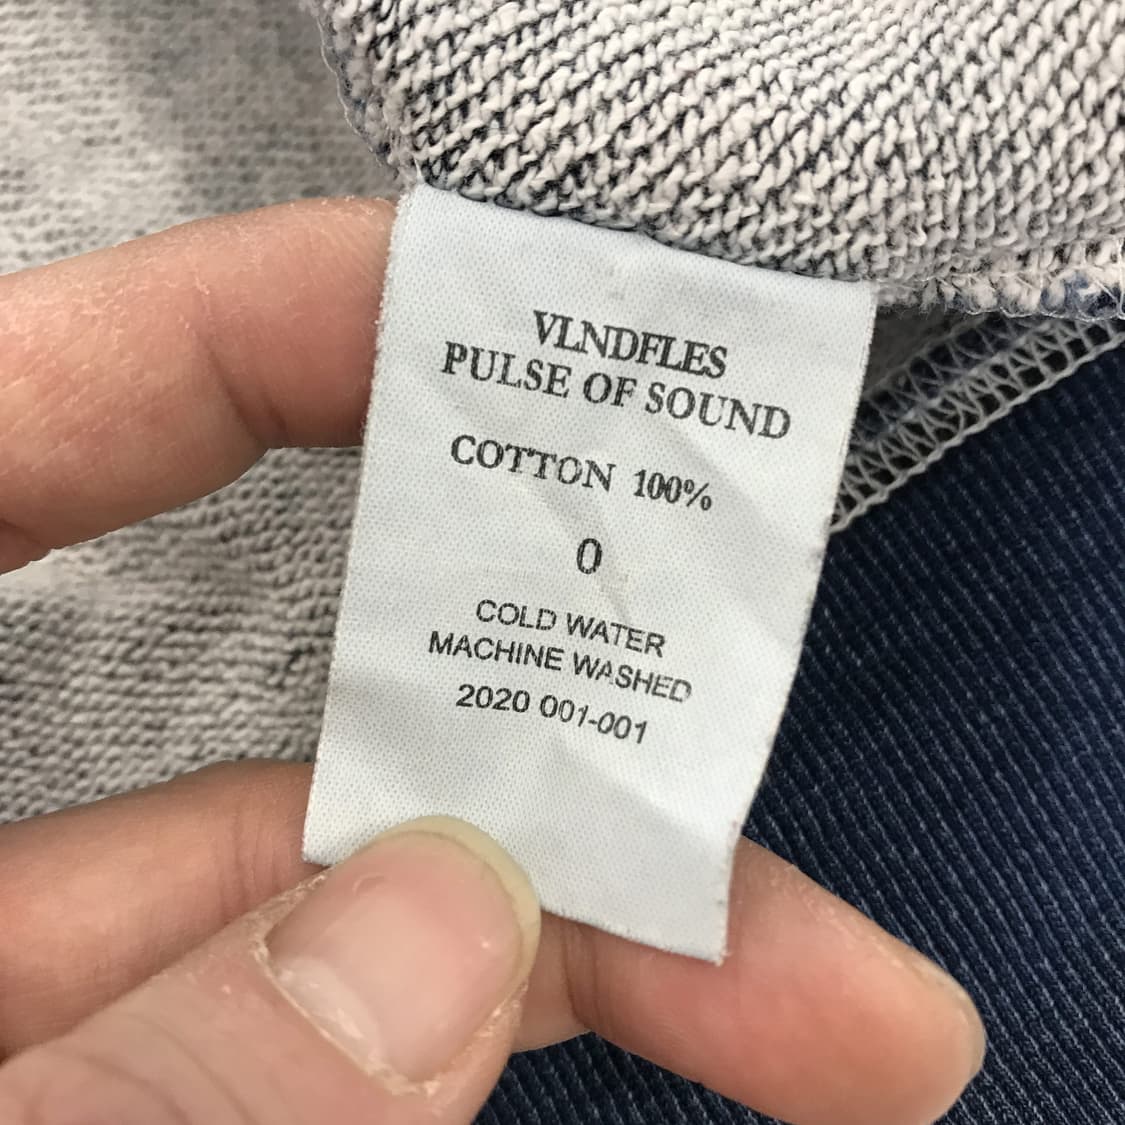 VLNDFLES
PULSE OF SOUND
COTTON 100%
0
COLD WATER
MACHINE WASHED
2020 001-001